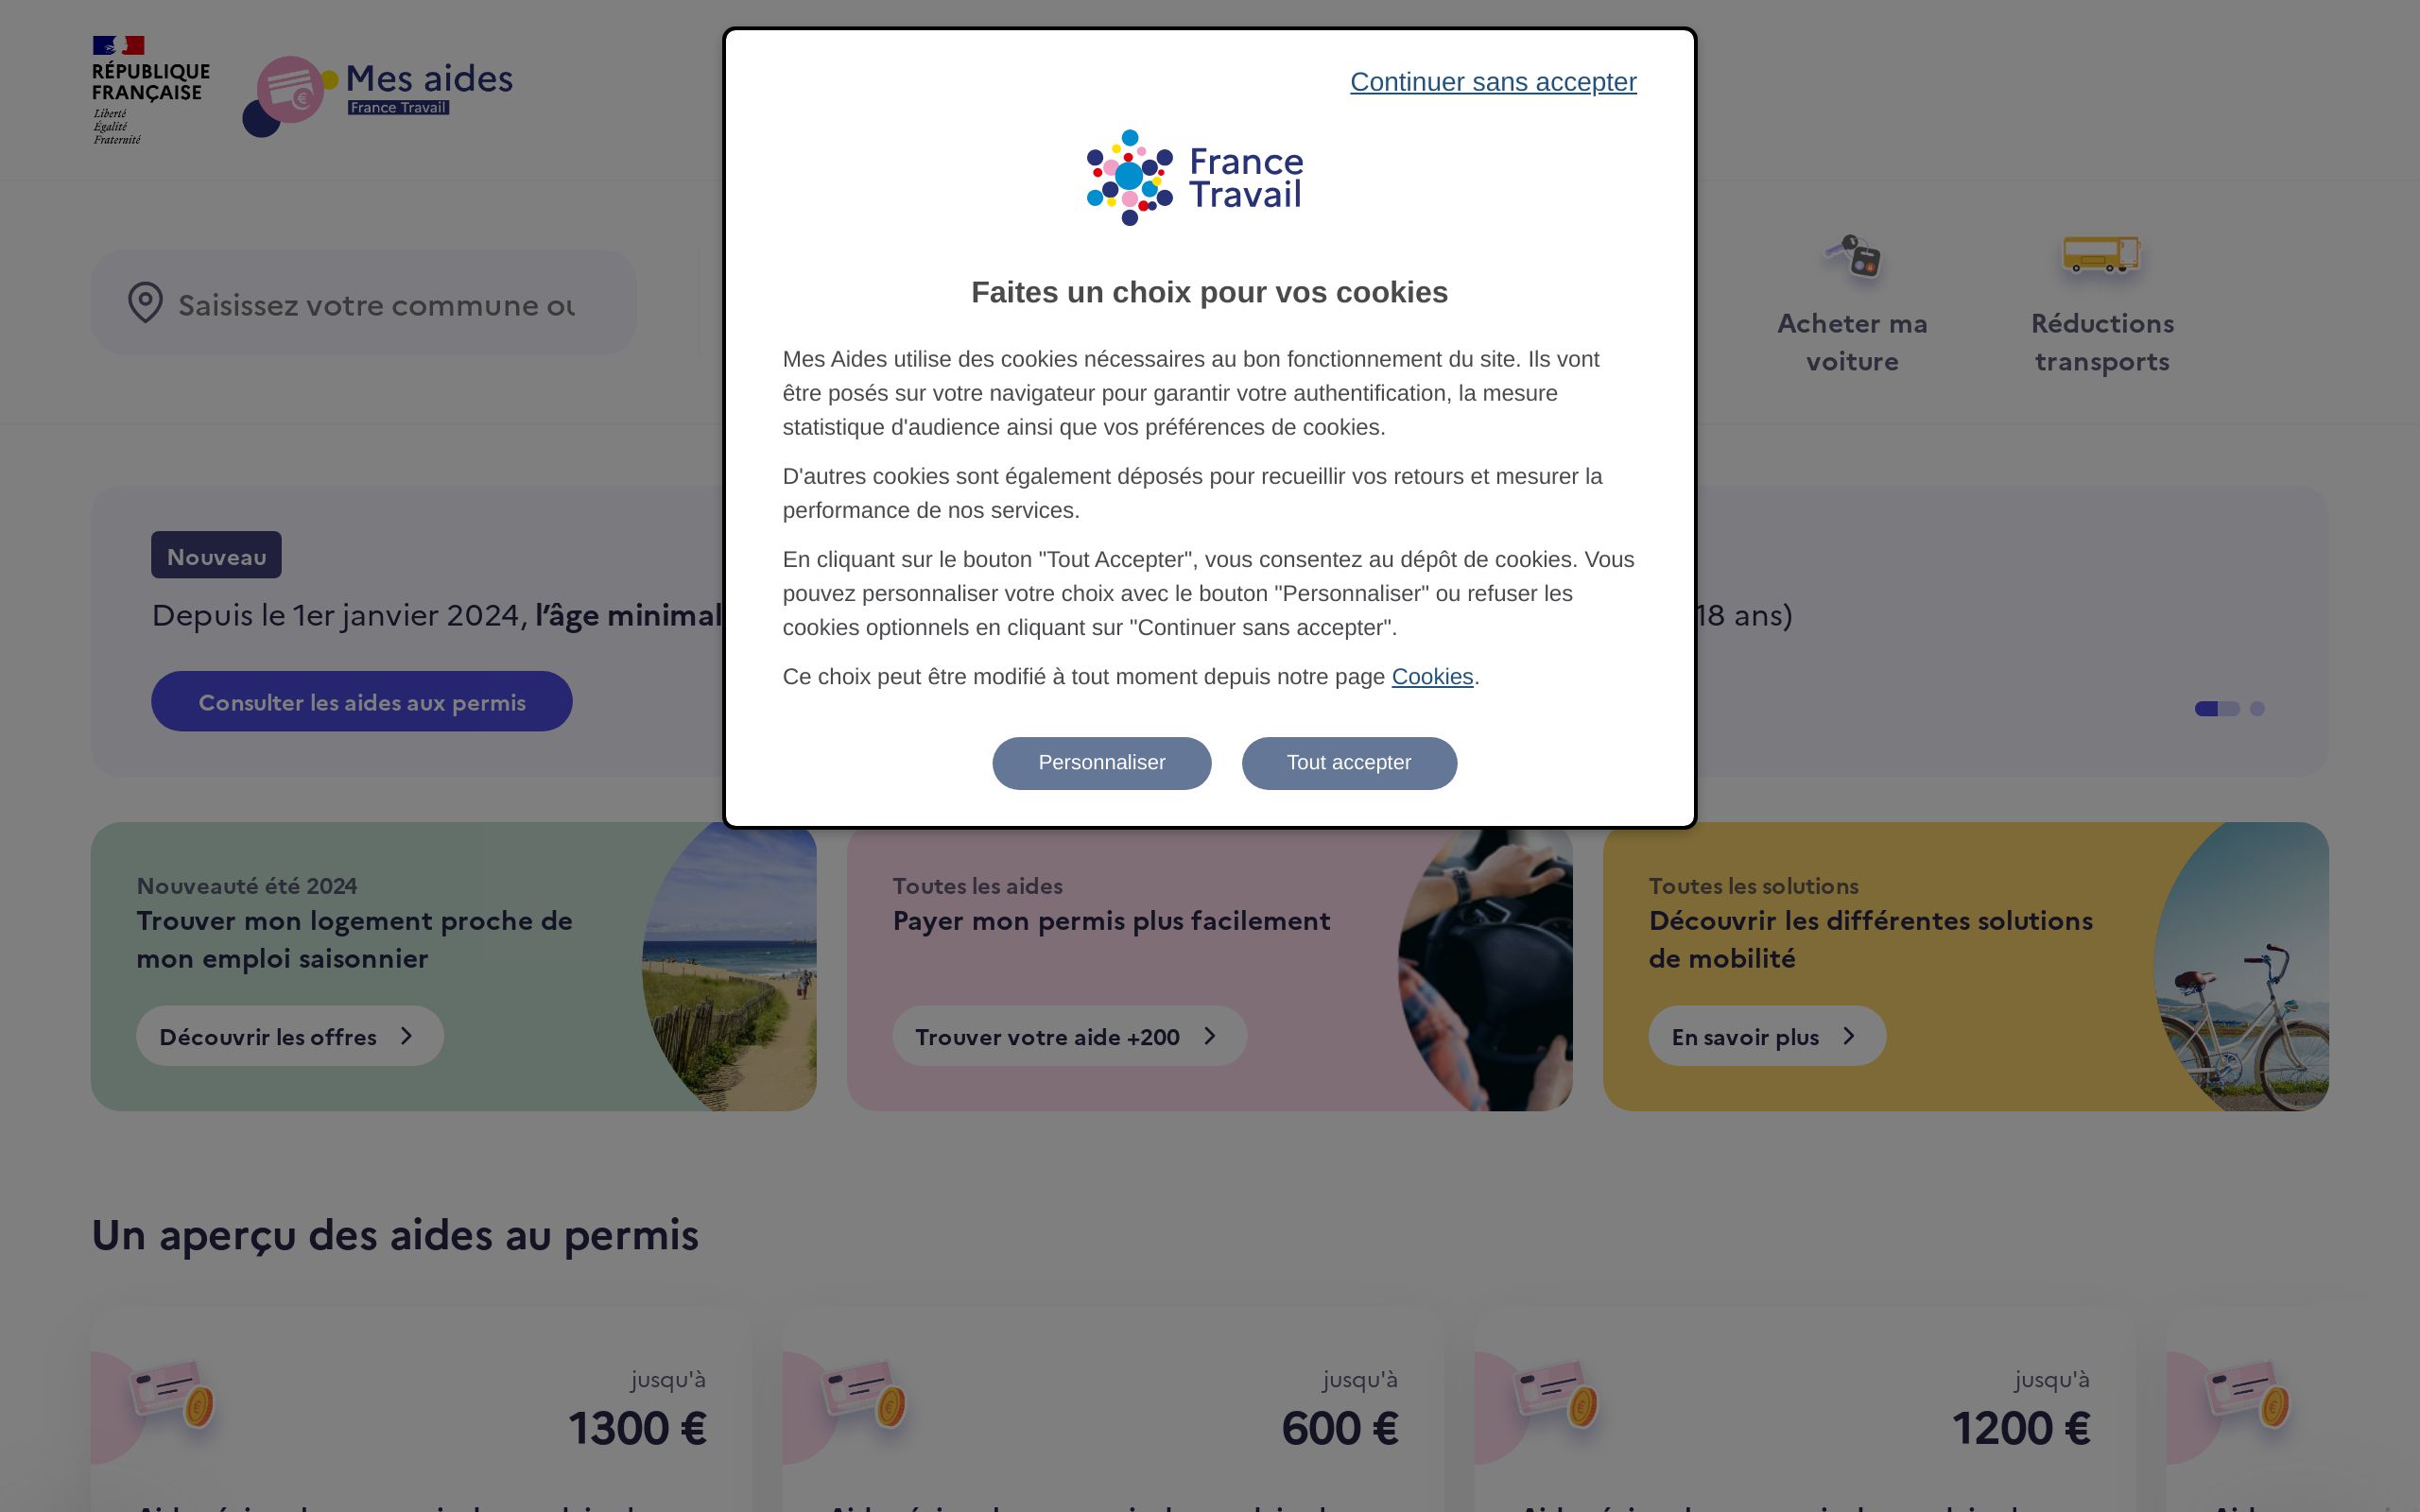 RÉPUBLIQUE
FRANÇAISE
Liberté
Égalité
Fraternité
Mes aides
France Travail
Saisissez votre commune ou
Acheter ma
voiture
Réductions
transports
Continuer sans accepter
France
Travail
Faites un choix pour vos cookies
Mes Aides utilise des cookies nécessaires au bon fonctionnement du site. Ils vont
être posés sur votre navigateur pour garantir votre authentification, la mesure
statistique d'audience ainsi que vos préférences de cookies.
D'autres cookies sont également déposés pour recueillir vos retours et mesurer la
performance de nos services.
En cliquant sur le bouton "Tout Accepter", vous consentez au dépôt de cookies. Vous
pouvez personnaliser votre choix avec le bouton "Personnaliser" ou refuser les
cookies optionnels en cliquant sur "Continuer sans accepter".
Ce choix peut être modifié à tout moment depuis notre page Cookies.
Personnaliser
Tout accepter
Nouveau
Depuis le 1er janvier 2024, l’âge minimal
18 ans)
Consulter les aides aux permis
Nouveauté été 2024
Trouver mon logement proche de
mon emploi saisonnier
Découvrir les offres
Toutes les aides
Payer mon permis plus facilement
Trouver votre aide +200
Toutes les solutions
Découvrir les différentes solutions
de mobilité
En savoir plus
Un aperçu des aides au permis
jusqu'à
1300 €
jusqu'à
600 €
jusqu'à
1200 €